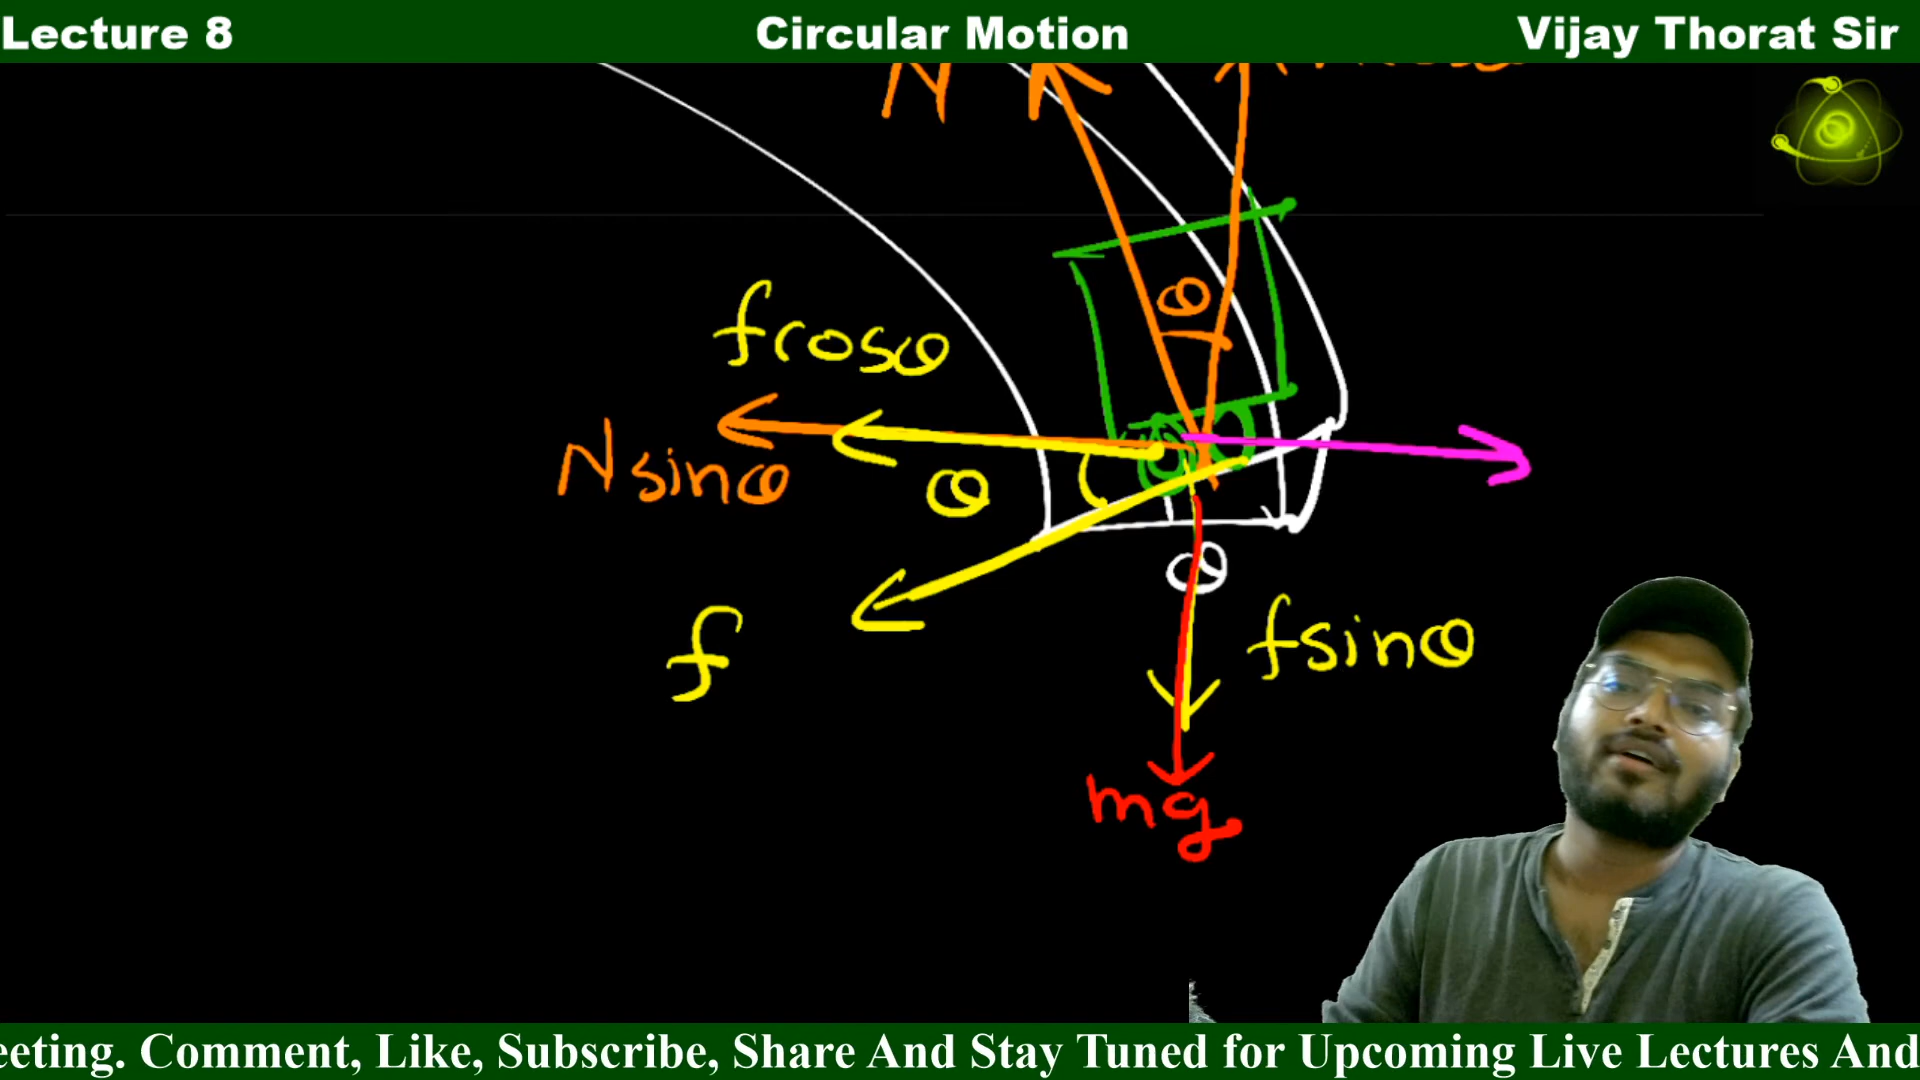 Lecture 8
Circular Motion
Vijay Thorat Sir
N
θ
fcosθ
Nsinθ
θ
f
θ
fsinθ
mg
eeting. Comment, Like, Subscribe, Share And Stay Tuned for Upcoming Live Lectures And